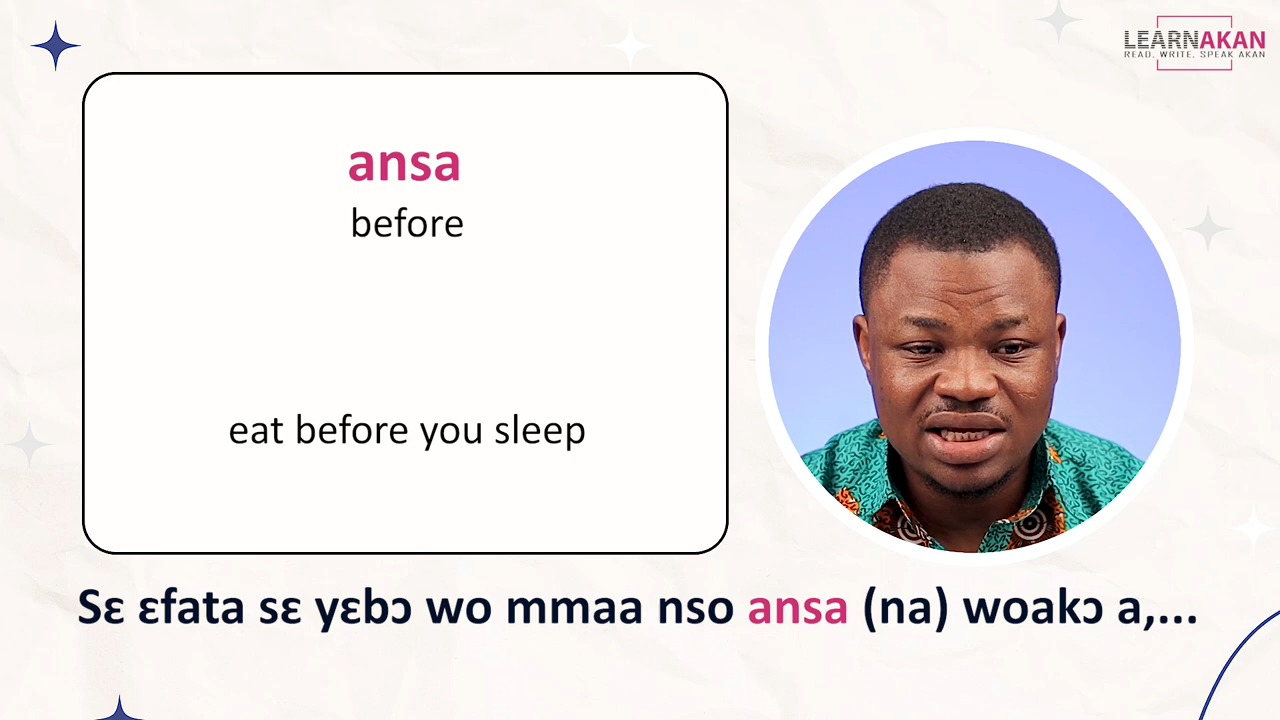 LEARNAKAN
READ. WRITE. SPEAK AKAN
ansa
before
eat before you sleep
Sɛ ɛfata sɛ yɛbɔ wo mmaa nso ansa (na) woakɔ a,...